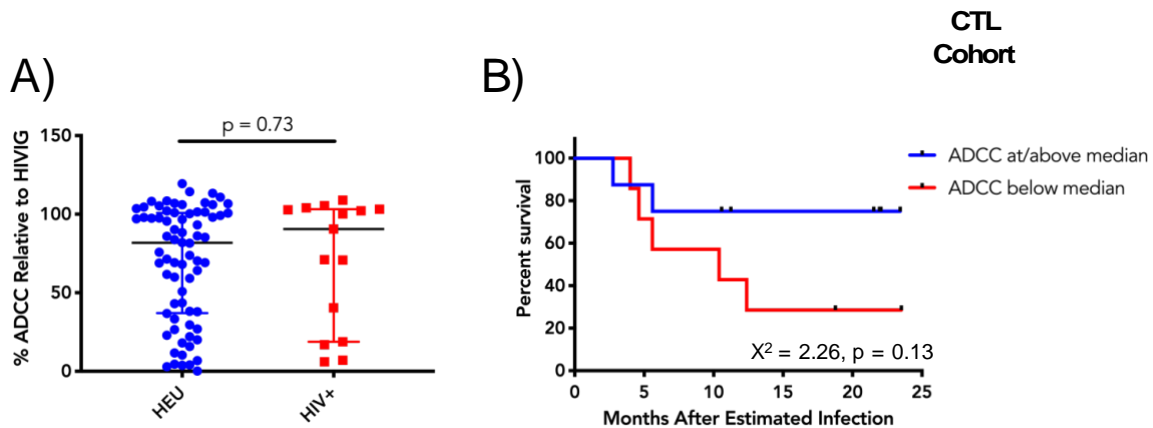 CTL
Cohort
A)
p = 0.73
% ADCC Relative to HIVIG
150
100
50
0
HEU
HIV+
B)
Percent survival
100
80
60
40
20
0
0 5 10 15 20 25
Months After Estimated Infection
X² = 2.26, p = 0.13
ADCC at/above median
ADCC below median